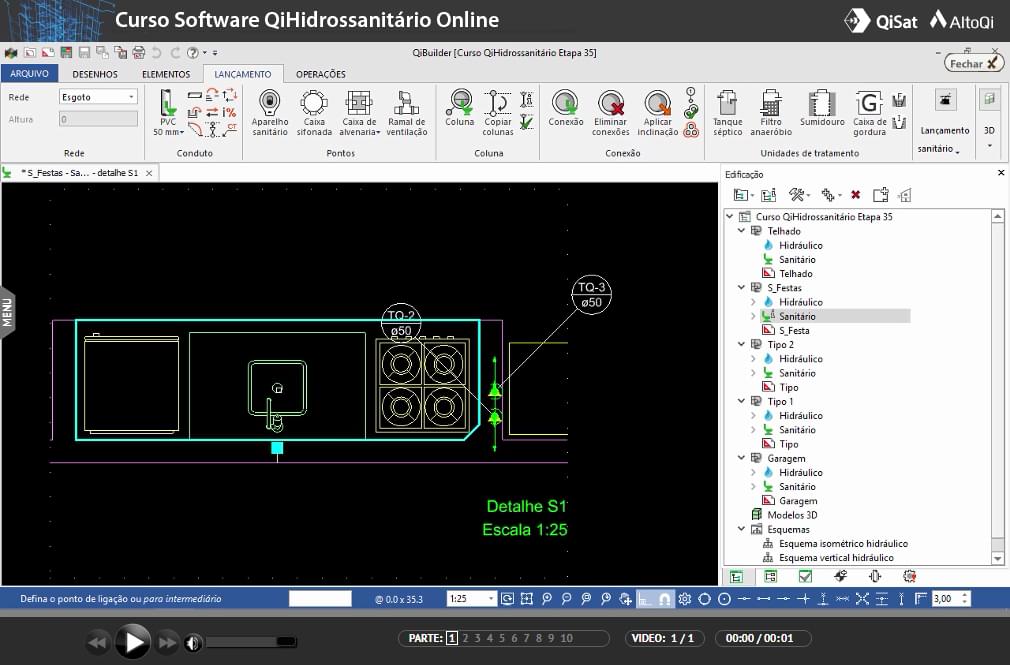 Curso Software QiHidrossanitário Online
QiSat AltoQi
QiBuilder [Curso QiHidrossanitário Etapa 35]
Fechar
ARQUIVO DESENHOS ELEMENTOS LANÇAMENTO OPERAÇÕES
Rede Esgoto
Altura 0
Rede
PVC
50 mm
Conduto
Aparelho
sanitário
Caixa
sifonada
Caixa de
alvenaria
Ramal de
ventilação
Pontos
Coluna
Copiar
colunas
Coluna
Conexão
Eliminar
conexões
Aplicar
inclinação
Conexão
Tanque
séptico
Filtro
anaeróbio
Sumidouro
Caixa de
gordura
Unidades de tratamento
Lançamento
sanitário
3D
* S_Festas - Sa... - detalhe S1
MENU
TQ-2
ø50
TQ-3
ø50
Detalhe S1
Escala 1:25
Edificação
Curso QiHidrossanitário Etapa 35
Telhado
Hidráulico
Sanitário
Telhado
S_Festas
Hidráulico
Sanitário
S_Festa
Tipo 2
Hidráulico
Sanitário
Tipo
Tipo 1
Hidráulico
Sanitário
Tipo
Garagem
Hidráulico
Sanitário
Garagem
Modelos 3D
Esquemas
Esquema isométrico hidráulico
Esquema vertical hidráulico
Defina o ponto de ligação ou para intermediário @ 0.0 x 35.3 1:25 3,00
PARTE: 1 2 3 4 5 6 7 8 9 10 VIDEO: 1 / 1 00:00 / 00:01